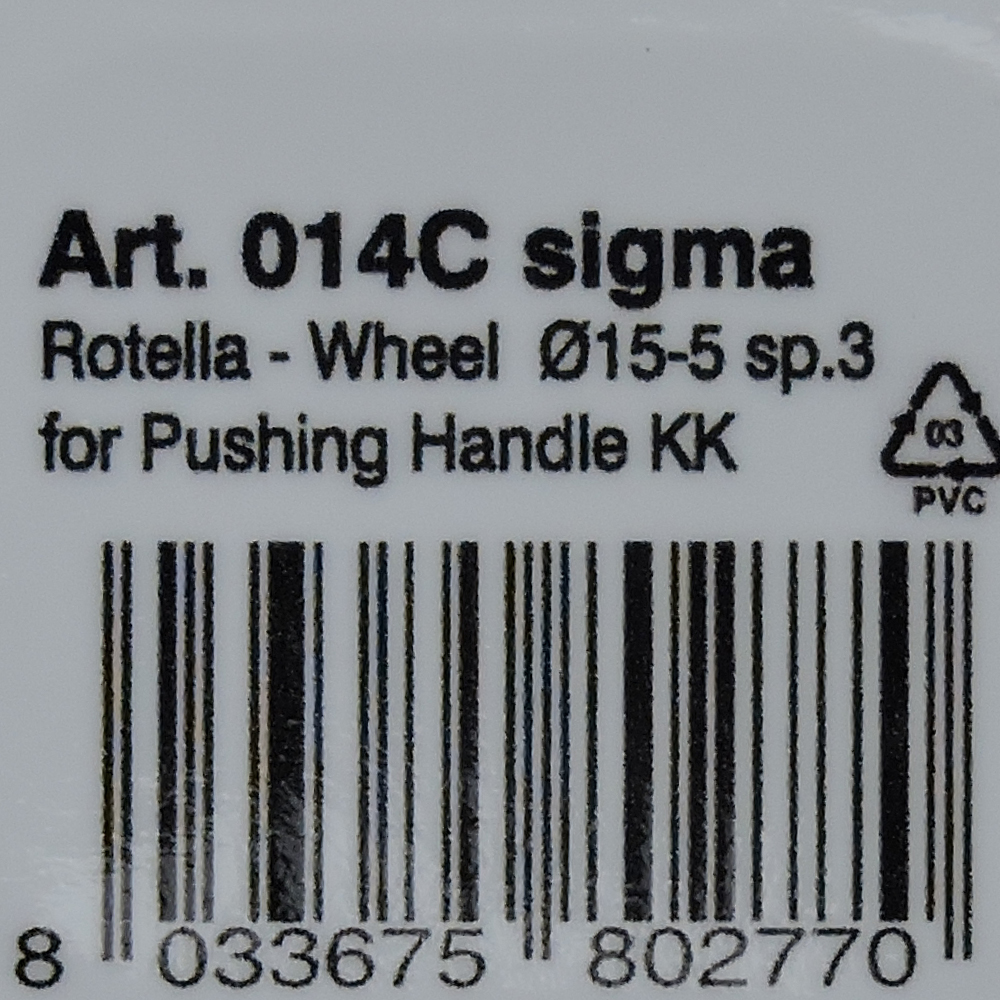 Art. 014C sigma
Rotella - Wheel Ø15-5 sp.3
for Pushing Handle KK
03
PVC
8 033675 802770